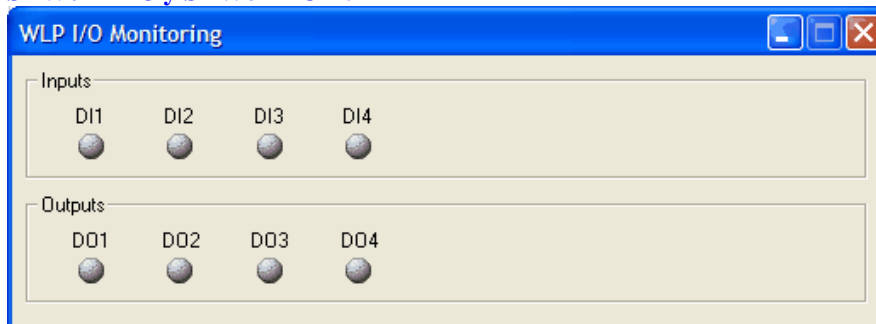 WLP I/O Monitoring
Inputs
DI1 DI2 DI3 DI4
Outputs
DO1 DO2 DO3 DO4